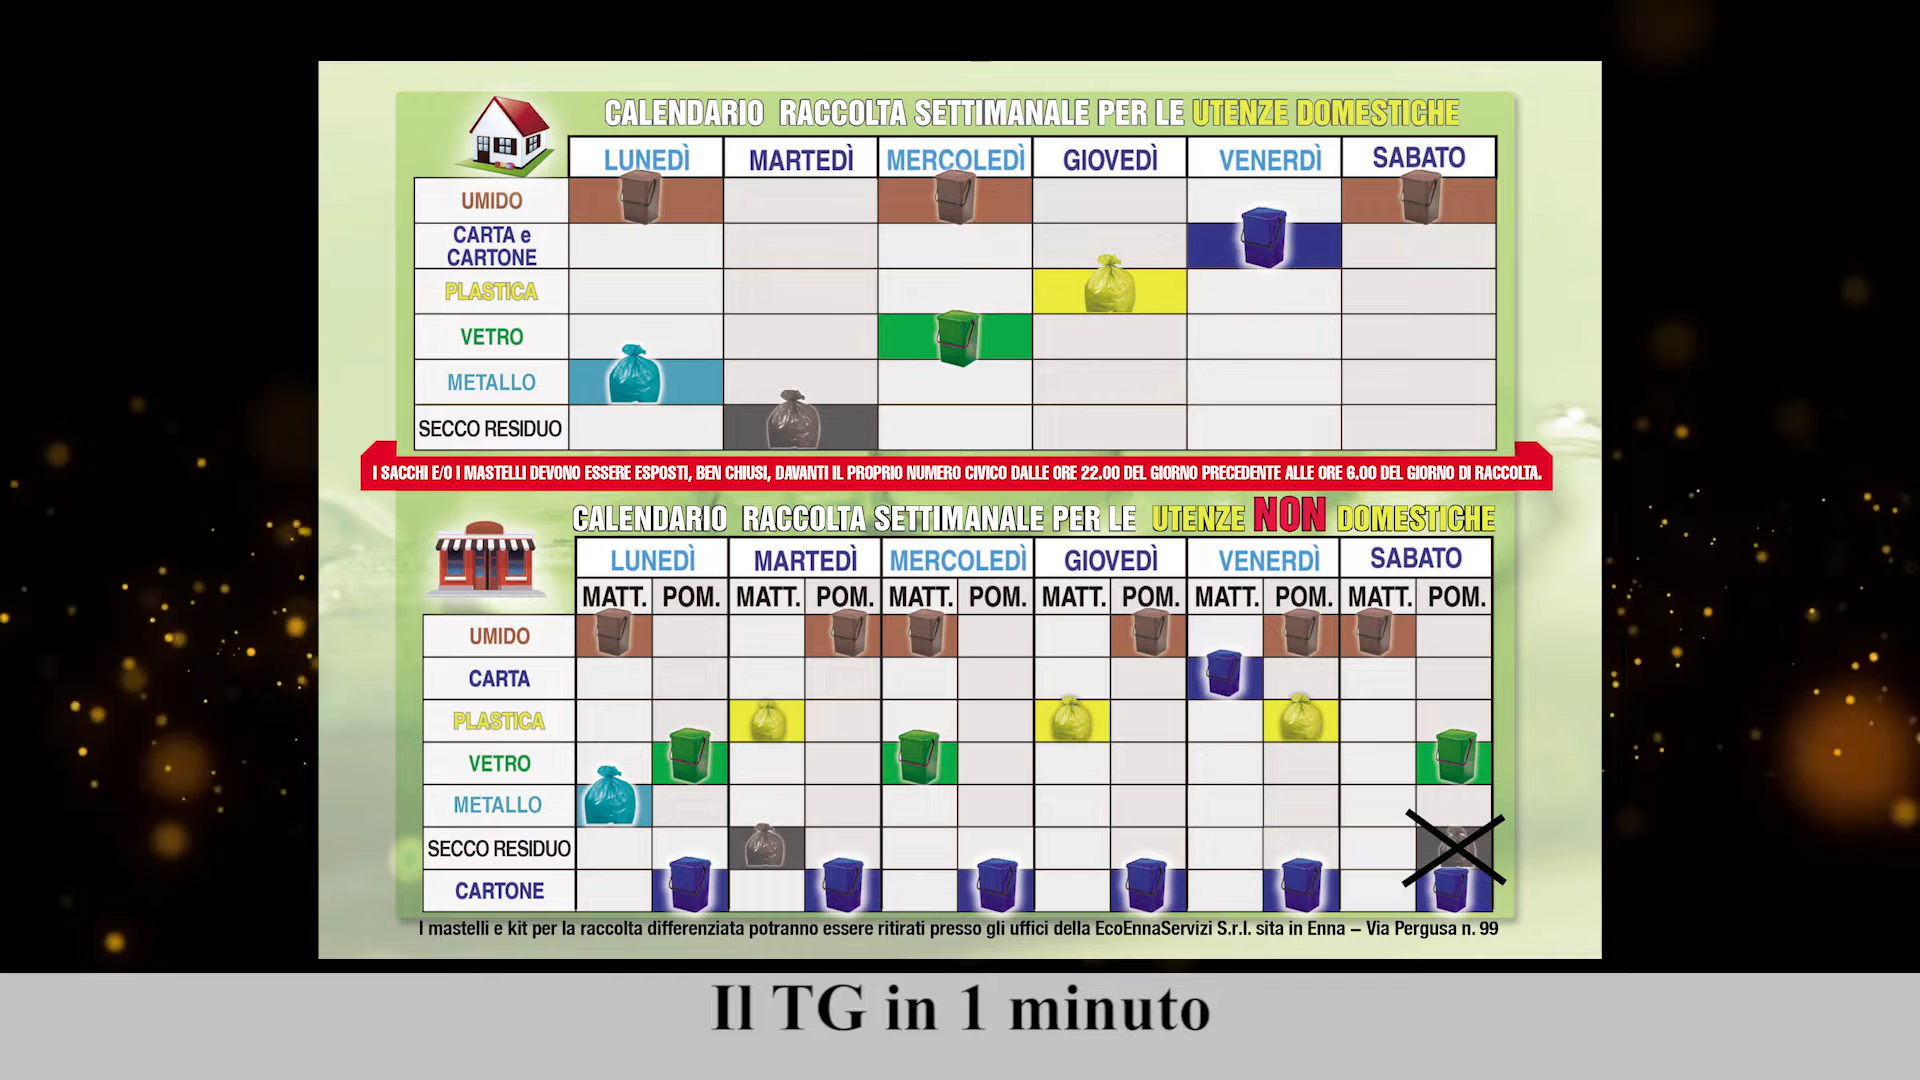 CALENDARIO RACCOLTA SETTIMANALE PER LE UTENZE DOMESTICHE
LUNEDÌ MARTEDÌ MERCOLEDÌ GIOVEDÌ VENERDÌ SABATO
UMIDO
CARTA e
CARTONE
PLASTICA
VETRO
METALLO
SECCO RESIDUO
I SACCHI E/O I MASTELLI DEVONO ESSERE ESPOSTI, BEN CHIUSI, DAVANTI IL PROPRIO NUMERO CIVICO DALLE ORE 22.00 DEL GIORNO PRECEDENTE ALLE ORE 6.00 DEL GIORNO DI RACCOLTA.
CALENDARIO RACCOLTA SETTIMANALE PER LE UTENZE NON DOMESTICHE
LUNEDÌ MARTEDÌ MERCOLEDÌ GIOVEDÌ VENERDÌ SABATO
MATT. POM. MATT. POM. MATT. POM. MATT. POM. MATT. POM. MATT. POM.
UMIDO
CARTA
PLASTICA
VETRO
METALLO
SECCO RESIDUO
CARTONE
I mastelli e kit per la raccolta differenziata potranno essere ritirati presso gli uffici della EcoEnnaServizi S.r.l. sita in Enna – Via Pergusa n. 99
Il TG in 1 minuto